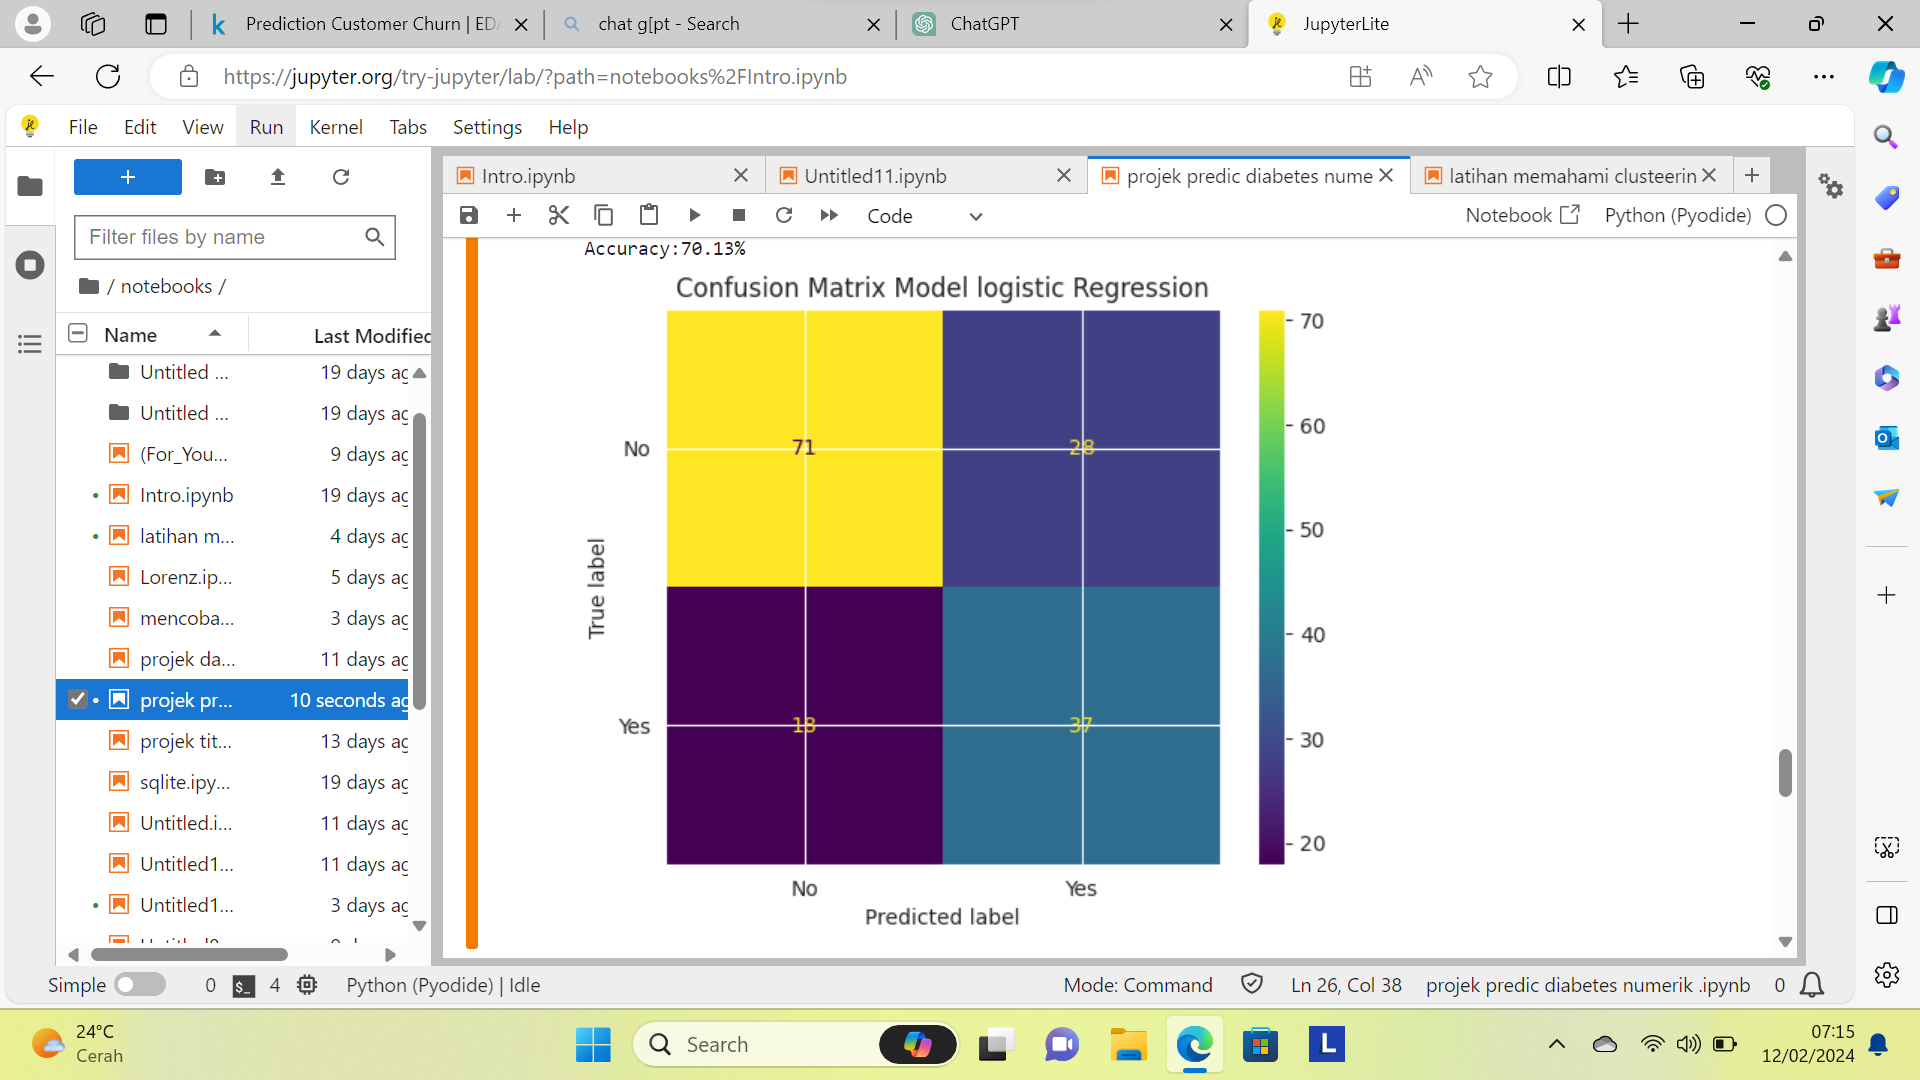 Prediction Customer Churn | ED
chat g[pt - Search
ChatGPT
JupyterLite
https://jupyter.org/try-jupyter/lab/?path=notebooks%2FIntro.ipynb
File Edit View Run Kernel Tabs Settings Help
Intro.ipynb
Untitled11.ipynb
projek predic diabetes nume
latihan memahami clusteerin
Code
Notebook
Python (Pyodide)
Filter files by name
/ notebooks /
Name Last Modified
Untitled ... 19 days ag
Untitled ... 19 days ag
(For_You... 9 days ag
Intro.ipynb 19 days ag
latihan m... 4 days ag
Lorenz.ip... 5 days ag
mencoba... 3 days ag
projek da... 11 days ag
projek pr... 10 seconds ag
projek tit... 13 days ag
sqlite.ipy... 19 days ag
Untitled.i... 11 days ag
Untitled1... 11 days ag
Untitled1... 3 days ag
Accuracy:70.13%
Confusion Matrix Model logistic Regression
True label
No
71
28
Yes
18
37
No
Yes
Predicted label
70
60
50
40
30
20
Simple
0
4
Python (Pyodide) | Idle
Mode: Command
Ln 26, Col 38
projek predic diabetes numerik .ipynb
0
24°C
Cerah
Search
L
07:15
12/02/2024